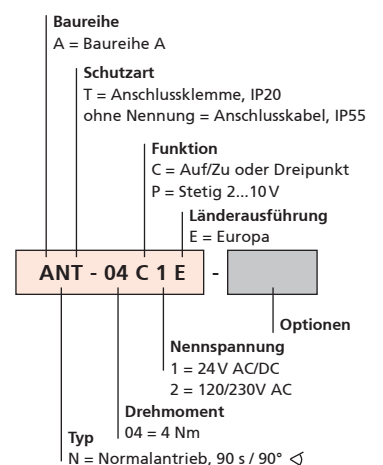 Baureihe
A = Baureihe A
Schutzart
T = Anschlussklemme, IP20
ohne Nennung = Anschlusskabel, IP55
Funktion
C = Auf/Zu oder Dreipunkt
P = Stetig 2...10 V
Länderausführung
E = Europa
ANT - 04 C 1 E -
Optionen
Nennspannung
1 = 24 V AC/DC
2 = 120/230V AC
Drehmoment
04 = 4 Nm
Typ
N = Normalantrieb, 90 s / 90° ∢